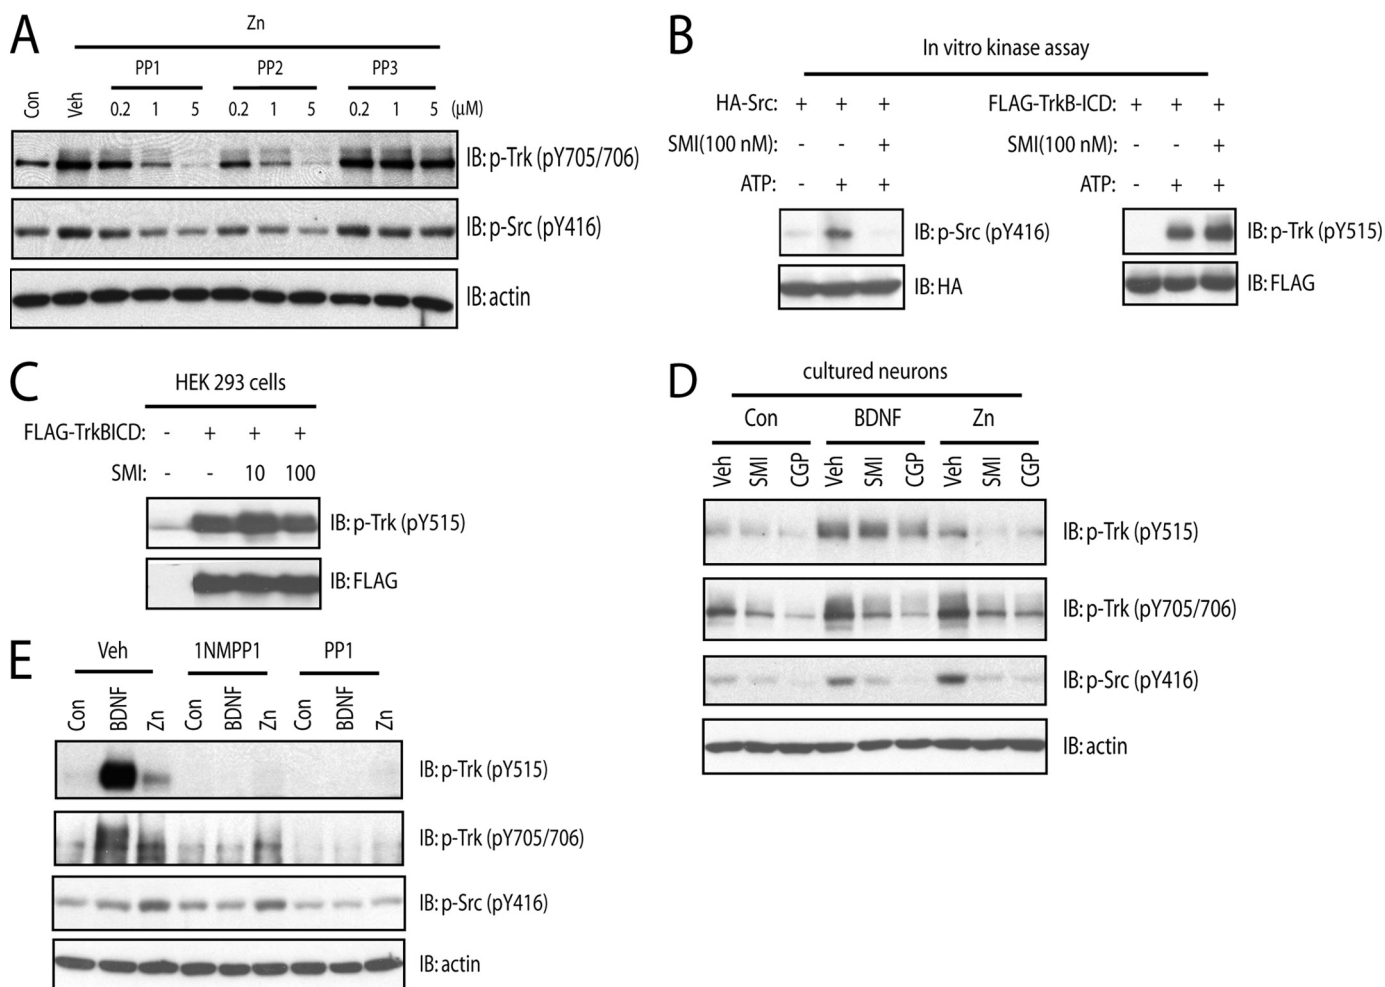 A
Zn
PP1 PP2 PP3
Con Veh 0.2 1 5 0.2 1 5 0.2 1 5 (μM)
IB: p-Trk (pY705/706)
IB: p-Src (pY416)
IB: actin
B
In vitro kinase assay
HA-Src: + + +
SMI(100 nM): - - +
ATP: - + +
IB: p-Src (pY416)
IB: HA
FLAG-TrkB-ICD: + + +
SMI(100 nM): - - +
ATP: - + +
IB: p-Trk (pY515)
IB: FLAG
C
HEK 293 cells
FLAG-TrkBICD: - + + +
SMI: - - 10 100
IB: p-Trk (pY515)
IB: FLAG
D
cultured neurons
Con BDNF Zn
Veh SMI CGP Veh SMI CGP Veh SMI CGP
IB: p-Trk (pY515)
IB: p-Trk (pY705/706)
IB: p-Src (pY416)
IB: actin
E
Veh 1NMPP1 PP1
Con BDNF Zn Con BDNF Zn Con BDNF Zn
IB: p-Trk (pY515)
IB: p-Trk (pY705/706)
IB: p-Src (pY416)
IB: actin